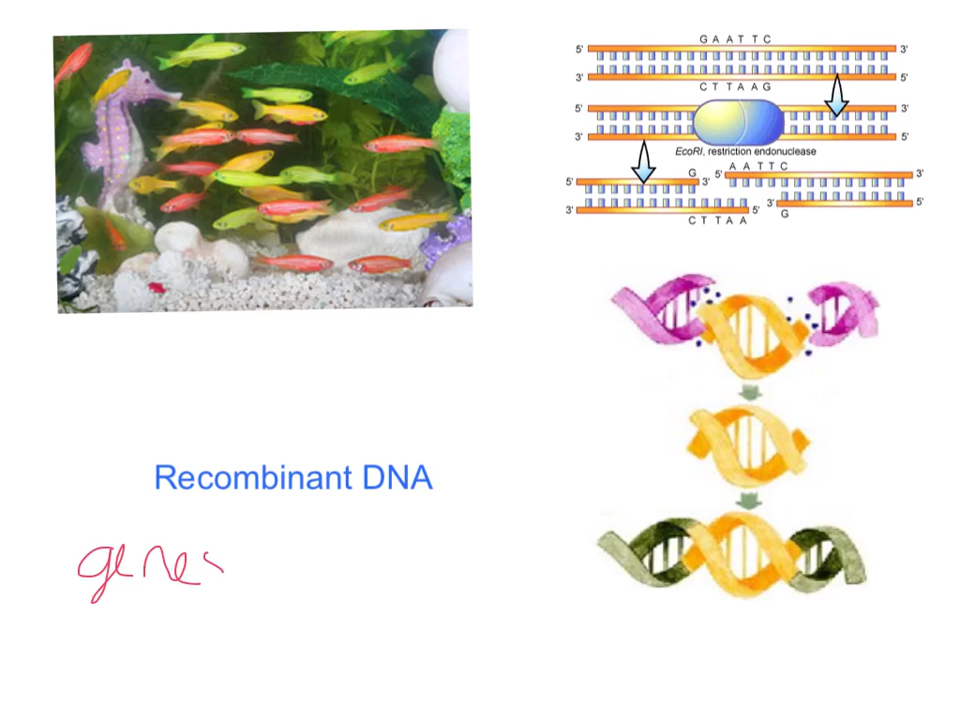 G A A T T C
5' 3'
3' 5'
C T T A A G
5' 3'
3' 5'
EcoRI, restriction endonuclease
G A A T T C
5' 3' 5' 3'
3' 5' 3' 5'
C T T A A G
Recombinant DNA
genes